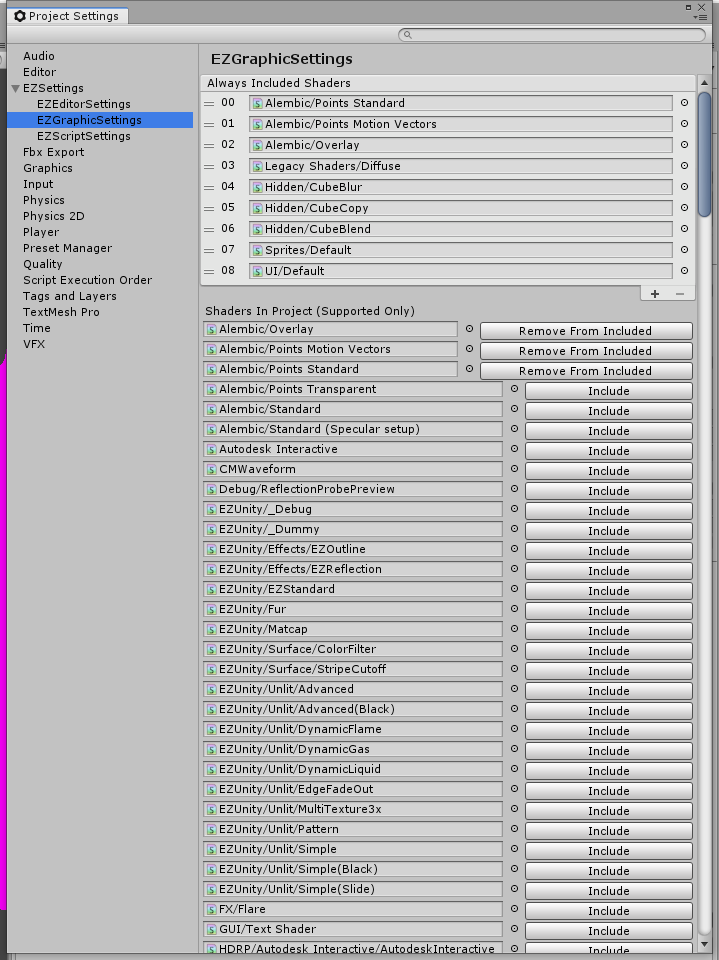 Project Settings
Audio
Editor
EZSettings
EZEditorSettings
EZGraphicSettings
EZScriptSettings
Fbx Export
Graphics
Input
Physics
Physics 2D
Player
Preset Manager
Quality
Script Execution Order
Tags and Layers
TextMesh Pro
Time
VFX
EZGraphicSettings
Always Included Shaders
00 Alembic/Points Standard
01 Alembic/Points Motion Vectors
02 Alembic/Overlay
03 Legacy Shaders/Diffuse
04 Hidden/CubeBlur
05 Hidden/CubeCopy
06 Hidden/CubeBlend
07 Sprites/Default
08 UI/Default
Shaders In Project (Supported Only)
Alembic/Overlay Remove From Included
Alembic/Points Motion Vectors Remove From Included
Alembic/Points Standard Remove From Included
Alembic/Points Transparent Include
Alembic/Standard Include
Alembic/Standard (Specular setup) Include
Autodesk Interactive Include
CMWaveform Include
Debug/ReflectionProbePreview Include
EZUnity/_Debug Include
EZUnity/_Dummy Include
EZUnity/Effects/EZOutline Include
EZUnity/Effects/EZReflection Include
EZUnity/EZStandard Include
EZUnity/Fur Include
EZUnity/Matcap Include
EZUnity/Surface/ColorFilter Include
EZUnity/Surface/StripeCutoff Include
EZUnity/Unlit/Advanced Include
EZUnity/Unlit/Advanced(Black) Include
EZUnity/Unlit/DynamicFlame Include
EZUnity/Unlit/DynamicGas Include
EZUnity/Unlit/DynamicLiquid Include
EZUnity/Unlit/EdgeFadeOut Include
EZUnity/Unlit/MultiTexture3x Include
EZUnity/Unlit/Pattern Include
EZUnity/Unlit/Simple Include
EZUnity/Unlit/Simple(Black) Include
EZUnity/Unlit/Simple(Slide) Include
FX/Flare Include
GUI/Text Shader Include
HDRP/Autodesk Interactive/AutodeskInteractive Include